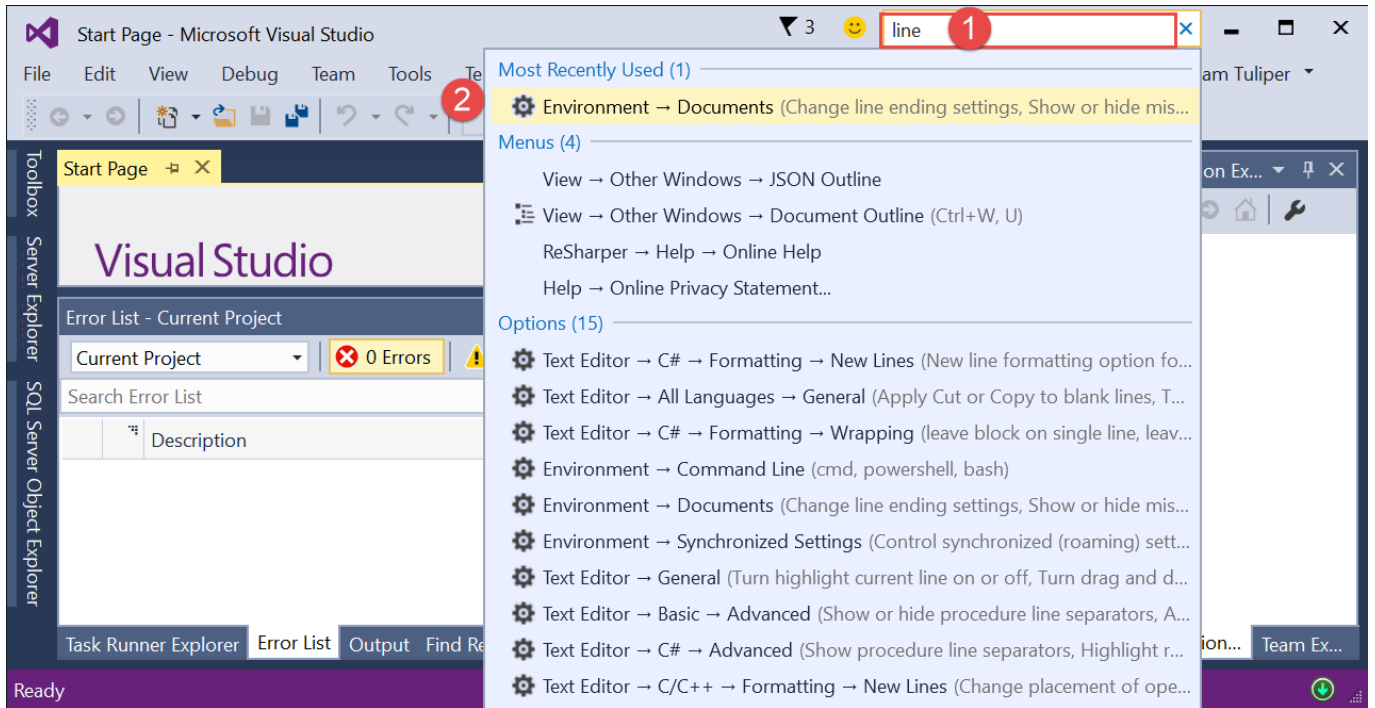 Start Page - Microsoft Visual Studio
3
line
1
File Edit View Debug Team Tools Te
am Tuliper
2
Most Recently Used (1)
Environment → Documents (Change line ending settings, Show or hide mis...
Menus (4)
View → Other Windows → JSON Outline
View → Other Windows → Document Outline (Ctrl+W, U)
ReSharper → Help → Online Help
Help → Online Privacy Statement...
Options (15)
Text Editor → C# → Formatting → New Lines (New line formatting option fo...
Text Editor → All Languages → General (Apply Cut or Copy to blank lines, T...
Text Editor → C# → Formatting → Wrapping (leave block on single line, leav...
Environment → Command Line (cmd, powershell, bash)
Environment → Documents (Change line ending settings, Show or hide mis...
Environment → Synchronized Settings (Control synchronized (roaming) sett...
Text Editor → General (Turn highlight current line on or off, Turn drag and d...
Text Editor → Basic → Advanced (Show or hide procedure line separators, A...
Text Editor → C# → Advanced (Show procedure line separators, Highlight r...
Text Editor → C/C++ → Formatting → New Lines (Change placement of ope...
Toolbox
Server Explorer
SQL Server Object Explorer
Start Page
Visual Studio
Error List - Current Project
Current Project
0 Errors
Search Error List
Description
Task Runner Explorer Error List Output Find Re
on Ex...
ion... Team Ex...
Ready